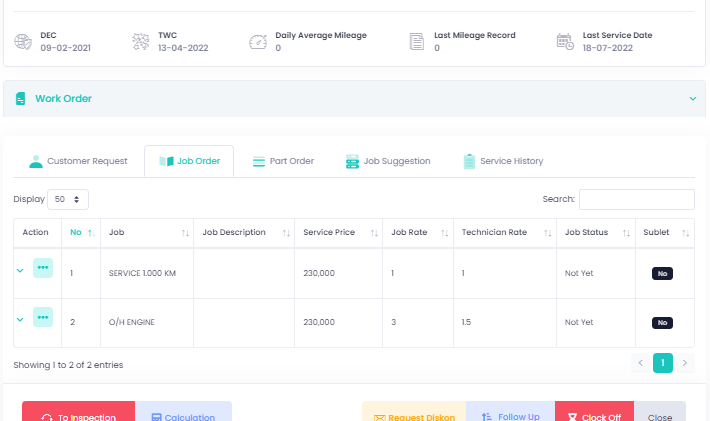 DEC TWC Daily Average Mileage Last Mileage Record Last Service Date
09-02-2021 13-04-2022 0 0 18-07-2022
Work Order
Customer Request Job Order Part Order Job Suggestion Service History
Display 50 Search:
Action No Job Job Description Service Price Job Rate Technician Rate Job Status Sublet
1 SERVICE 1.000 KM 230,000 1 1 Not Yet No
2 O/H ENGINE 230,000 3 1.5 Not Yet No
Showing 1 to 2 of 2 entries 1
To Inspection Calculation Request Diskon Follow Up Clock Off Close